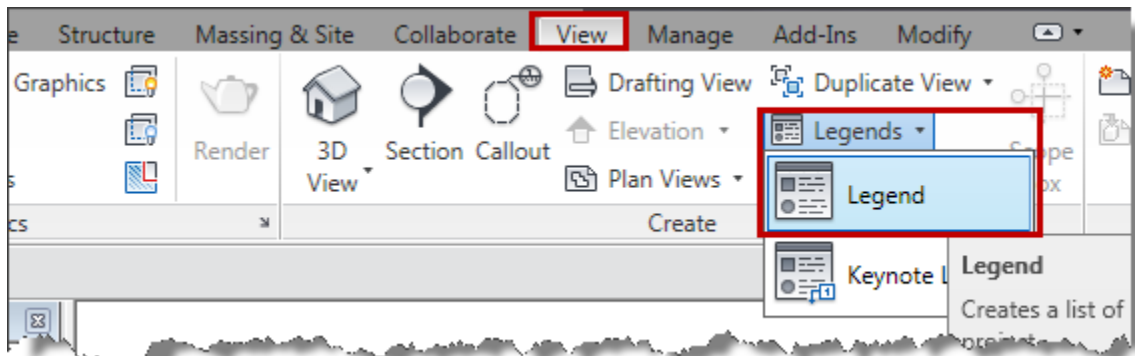 e Structure Massing & Site Collaborate View Manage Add-Ins Modify
Graphics Drafting View Duplicate View
Render 3D View Section Callout Elevation Legends
s Plan Views Legend
cs Create
Keynote L Legend
Creates a list of